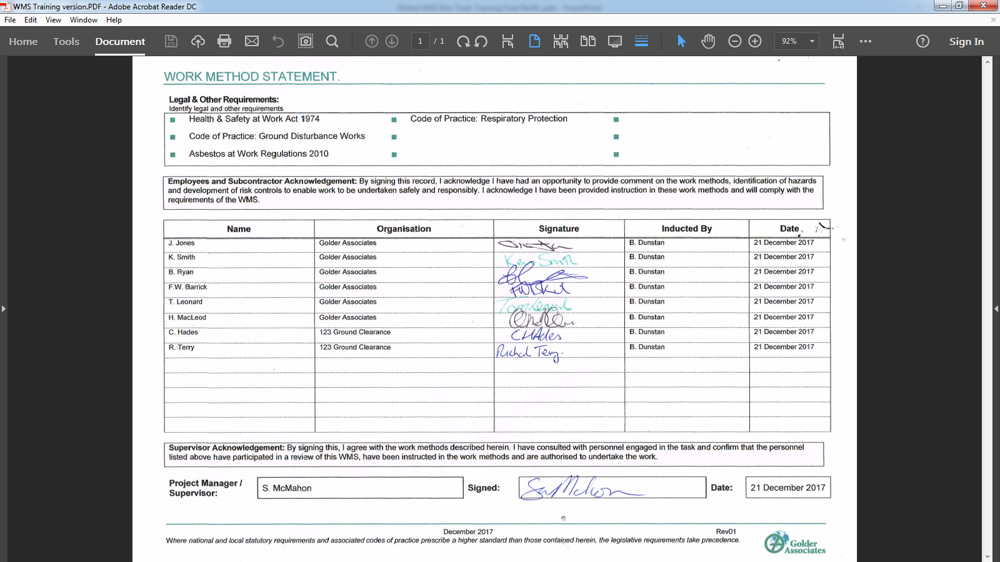 WMS Training version.PDF - Adobe Acrobat Reader DC
File Edit View Window Help
Home Tools Document 1 / 1 92% Sign In
WORK METHOD STATEMENT.
Legal & Other Requirements:
Identify legal and other requirements
Health & Safety at Work Act 1974 Code of Practice: Respiratory Protection
Code of Practice: Ground Disturbance Works
Asbestos at Work Regulations 2010
Employees and Subcontractor Acknowledgement: By signing this record, I acknowledge I have had an opportunity to provide comment on the work methods, identification of hazards
and development of risk controls to enable work to be undertaken safely and responsibly. I acknowledge I have been provided instruction in these work methods and will comply with the
requirements of the WMS.
Name Organisation Signature Inducted By Date
J. Jones Golder Associates B. Dunstan 21 December 2017
K. Smith Golder Associates Ken Smith B. Dunstan 21 December 2017
B. Ryan Golder Associates B. Dunstan 21 December 2017
F.W. Barrick Golder Associates B. Dunstan 21 December 2017
T. Leonard Golder Associates Tom Lenord B. Dunstan 21 December 2017
H. MacLeod Golder Associates B. Dunstan 21 December 2017
C. Hades 123 Ground Clearance CHAdes B. Dunstan 21 December 2017
R. Terry 123 Ground Clearance Richad Terry. B. Dunstan 21 December 2017
Supervisor Acknowledgement: By signing this, I agree with the work methods described herein. I have consulted with personnel engaged in the task and confirm that the personnel
listed above have participated in a review of this WMS, have been instructed in the work methods and are authorised to undertake the work.
Project Manager /
Supervisor: S. McMahon Signed: Date: 21 December 2017
December 2017 Rev01
Where national and local statutory requirements and associated codes of practice prescribe a higher standard than those contained herein, the legislative requirements take precedence.
Golder
Associates